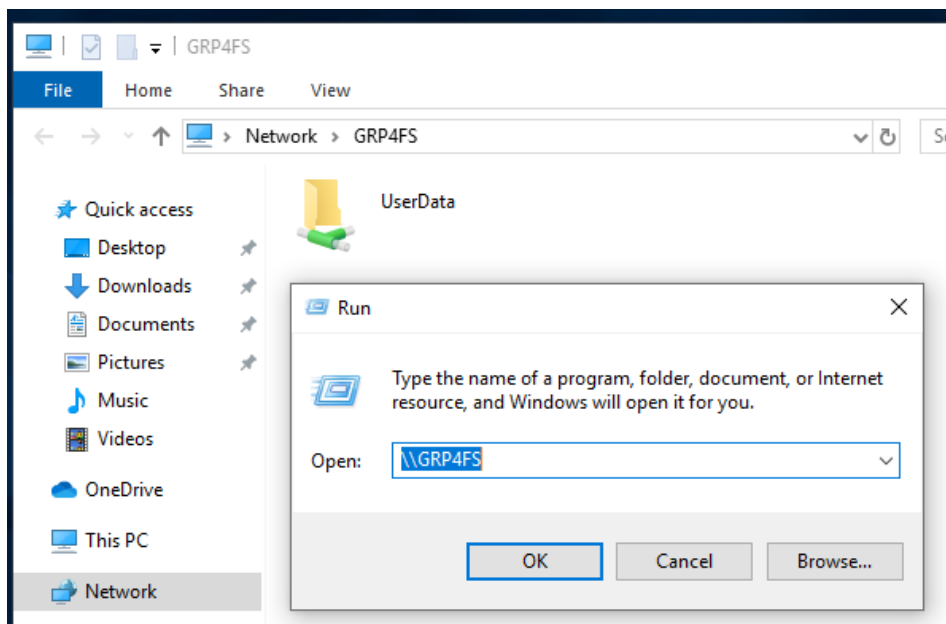 GRP4FS
File Home Share View
Network > GRP4FS
Quick access
Desktop
Downloads
Documents
Pictures
Music
Videos
OneDrive
This PC
Network
UserData
Run
Type the name of a program, folder, document, or Internet
resource, and Windows will open it for you.
Open: \\GRP4FS
OK Cancel Browse...